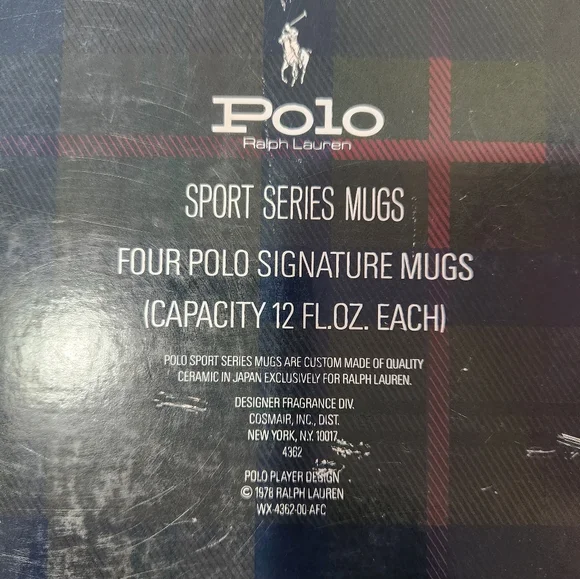 Polo
Ralph Lauren
SPORT SERIES MUGS
FOUR POLO SIGNATURE MUGS
(CAPACITY 12 FL.OZ. EACH)
POLO SPORT SERIES MUGS ARE CUSTOM MADE OF QUALITY
CERAMIC IN JAPAN EXCLUSIVELY FOR RALPH LAUREN.
DESIGNER FRAGRANCE DIV.
COSMAIR, INC., DIST.
NEW YORK, N.Y. 10017
4362
POLO PLAYER DESIGN
© 1978 RALPH LAUREN
WX-4362-00-AFC